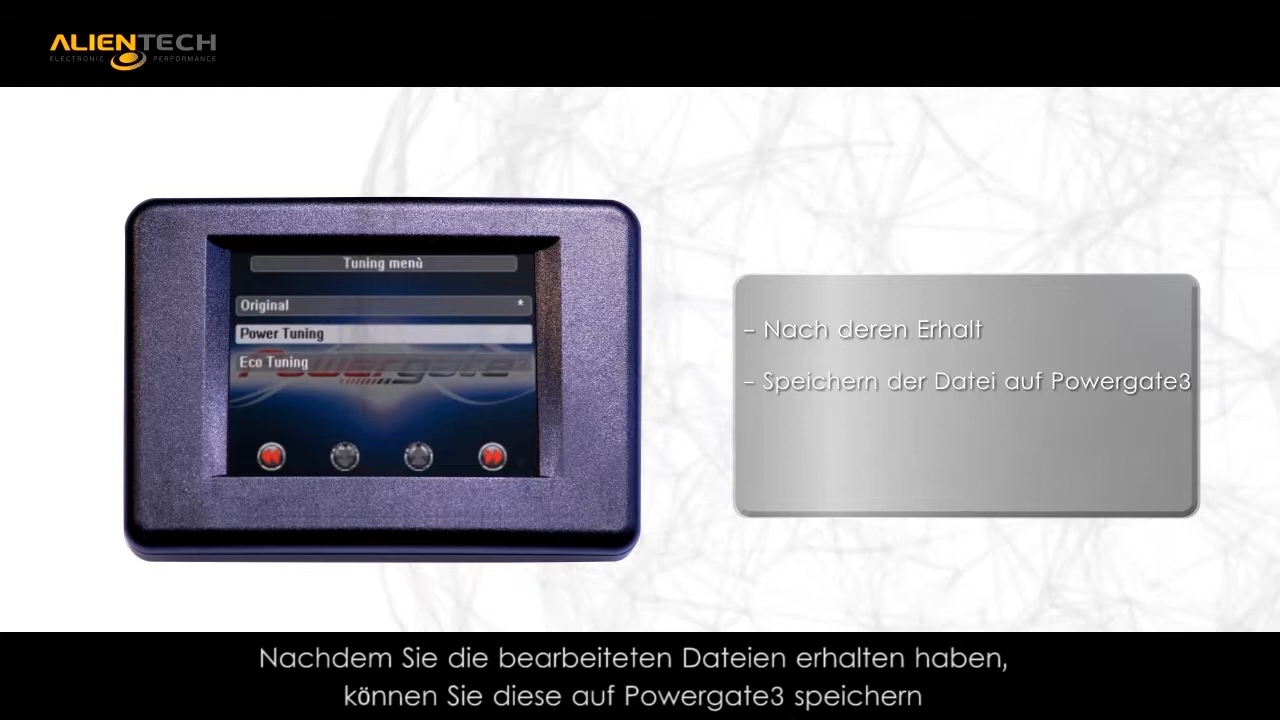 ALIENTECH
ELECTRONIC PERFORMANCE
Tuning menù
Original *
Power Tuning
Eco Tuning
Powergate
- Nach deren Erhalt
- Speichern der Datei auf Powergate3
Nachdem Sie die bearbeiteten Dateien erhalten haben,
können Sie diese auf Powergate3 speichern